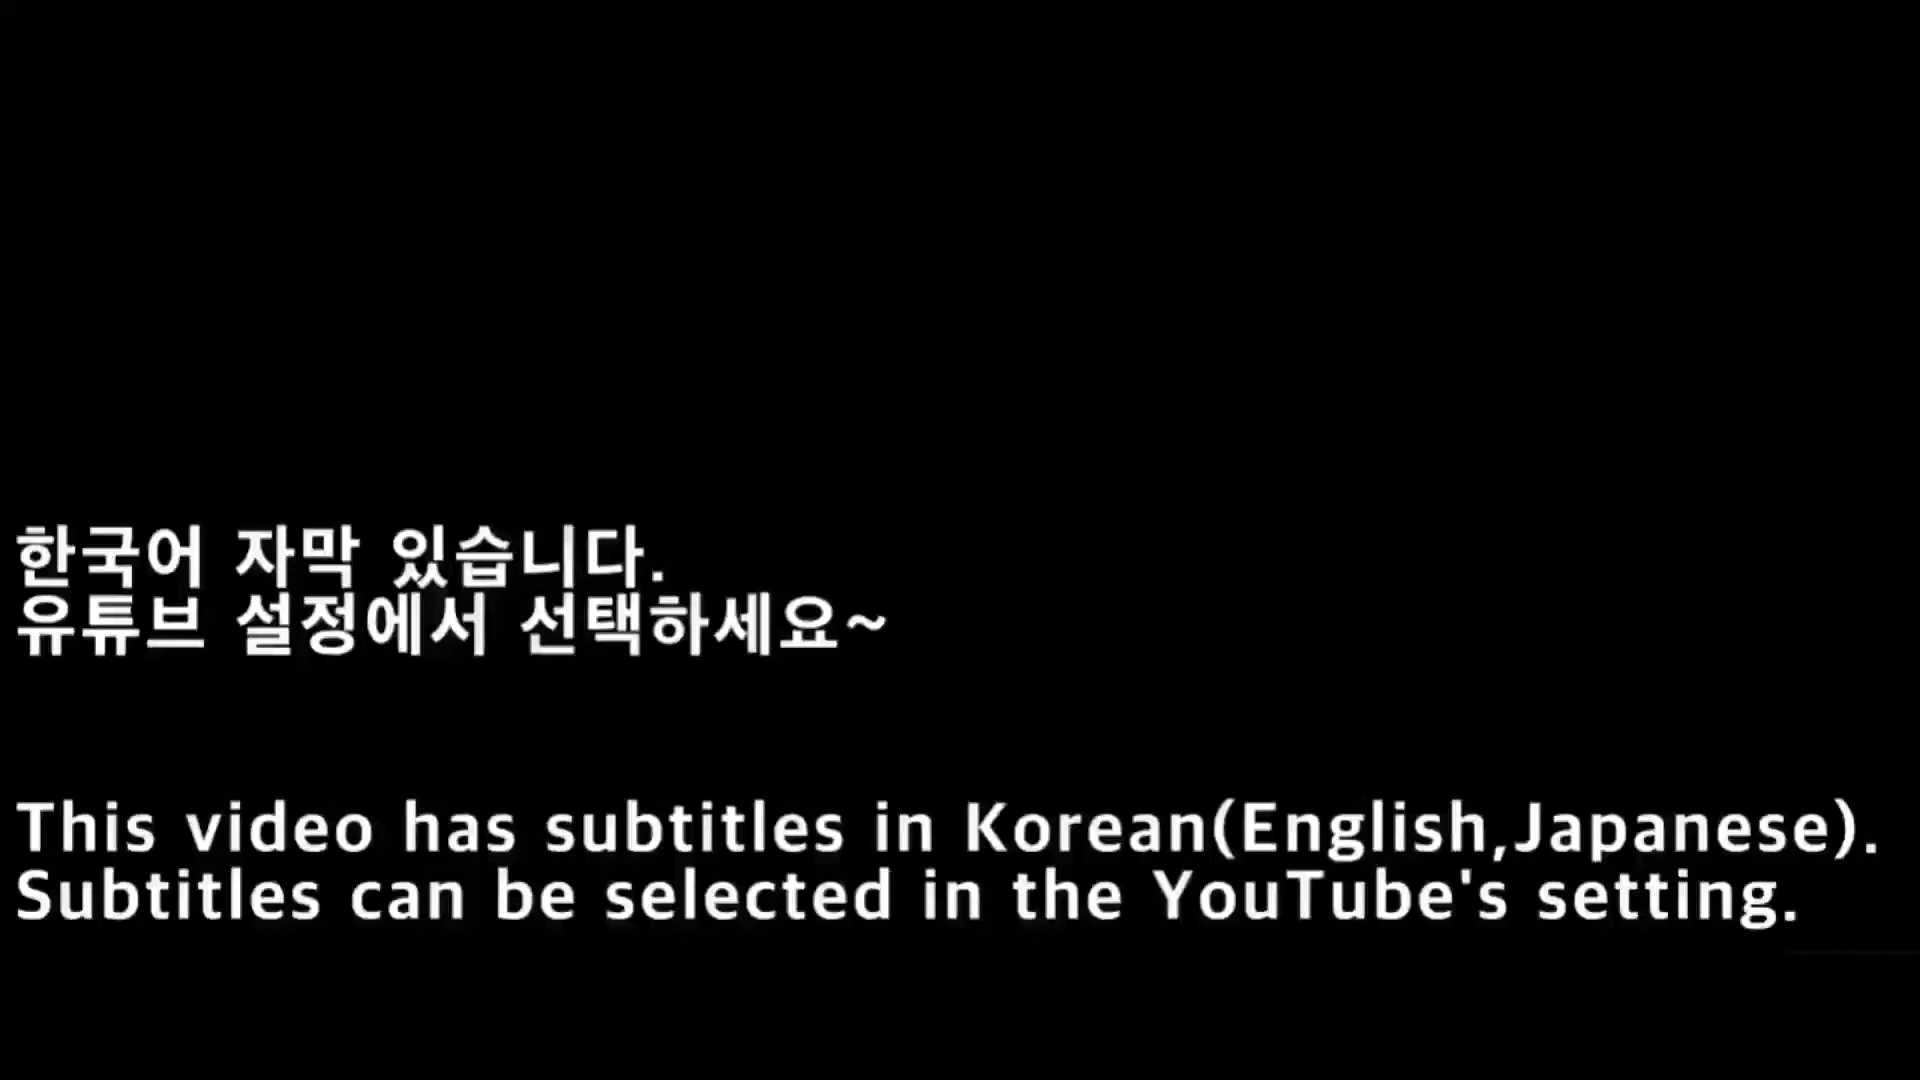 한국어 자막 있습니다.
유튜브 설정에서 선택하세요~
This video has subtitles in Korean(English,Japanese).
Subtitles can be selected in the YouTube's setting.